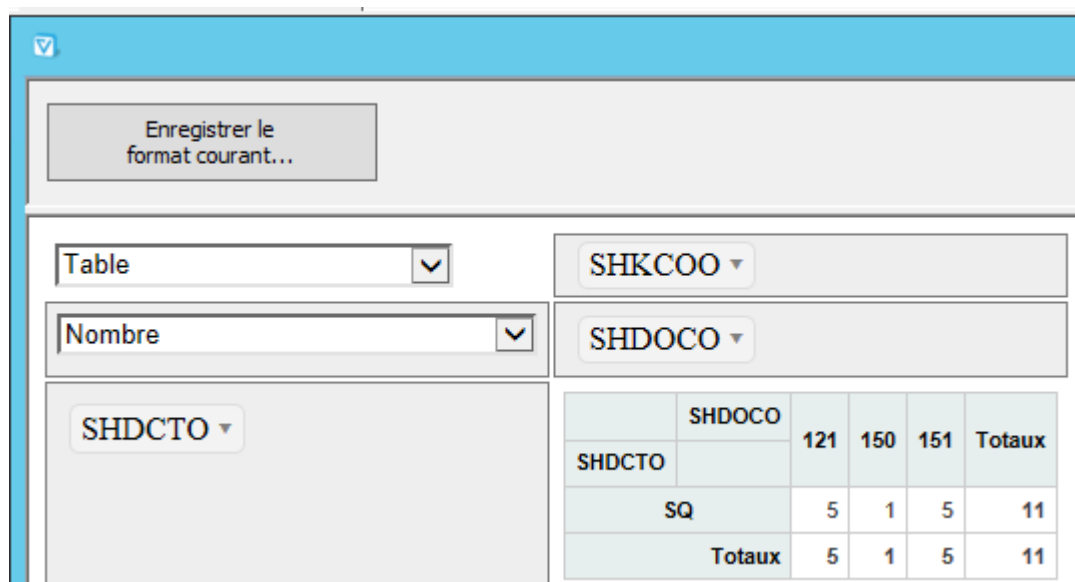 Enregistrer le
format courant...
Table
SHKCOO
Nombre
SHDOCO
SHDCTO
SHDOCO 121 150 151 Totaux
SHDCTO
SQ 5 1 5 11
Totaux 5 1 5 11